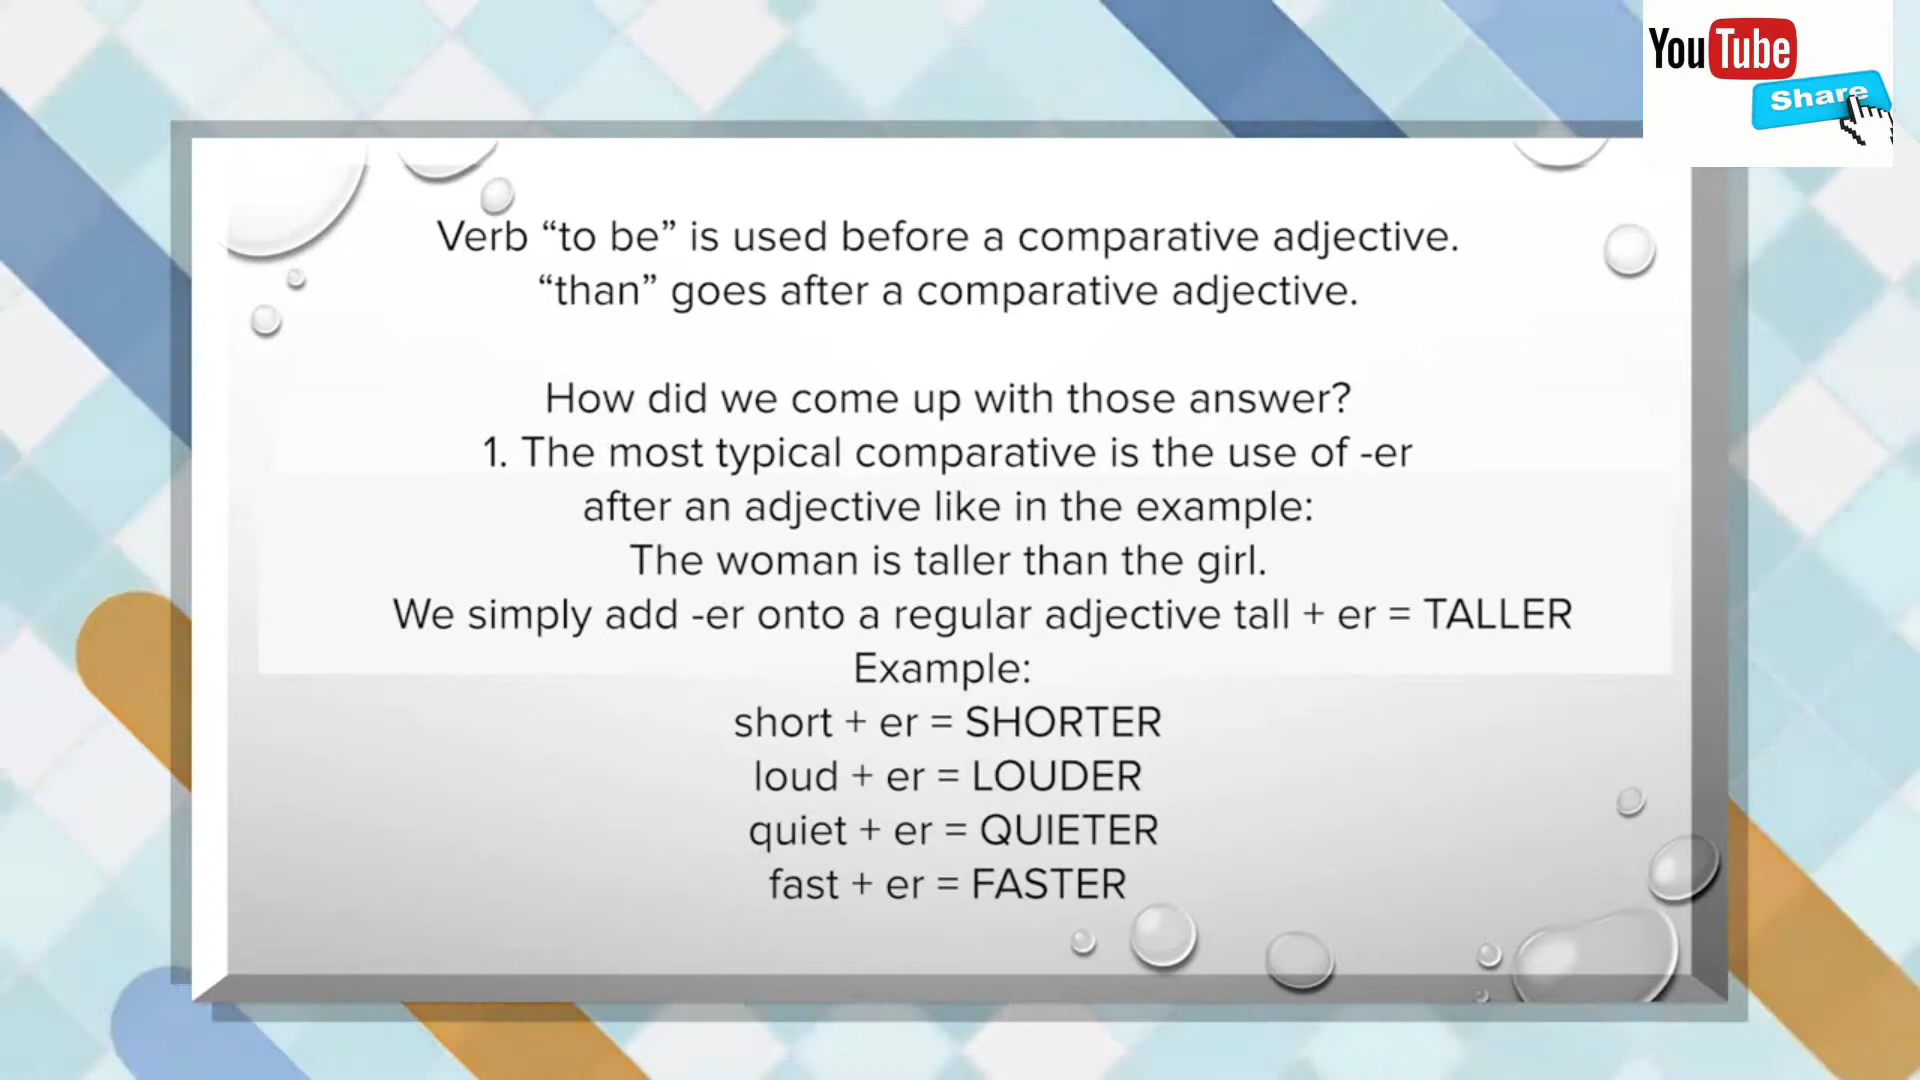 YouTube
Share
Verb “to be” is used before a comparative adjective.
“than” goes after a comparative adjective.
How did we come up with those answer?
1. The most typical comparative is the use of -er
after an adjective like in the example:
The woman is taller than the girl.
We simply add -er onto a regular adjective tall + er = TALLER
Example:
short + er = SHORTER
loud + er = LOUDER
quiet + er = QUIETER
fast + er = FASTER